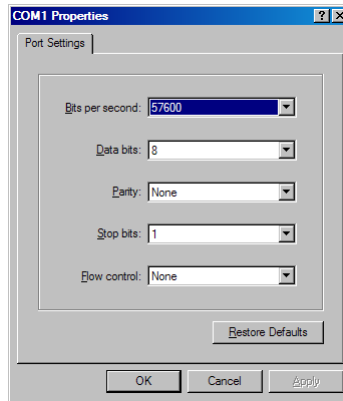 COM1 Properties
Port Settings
Bits per second: 57600
Data bits: 8
Parity: None
Stop bits: 1
Flow control: None
Restore Defaults
OK Cancel Apply